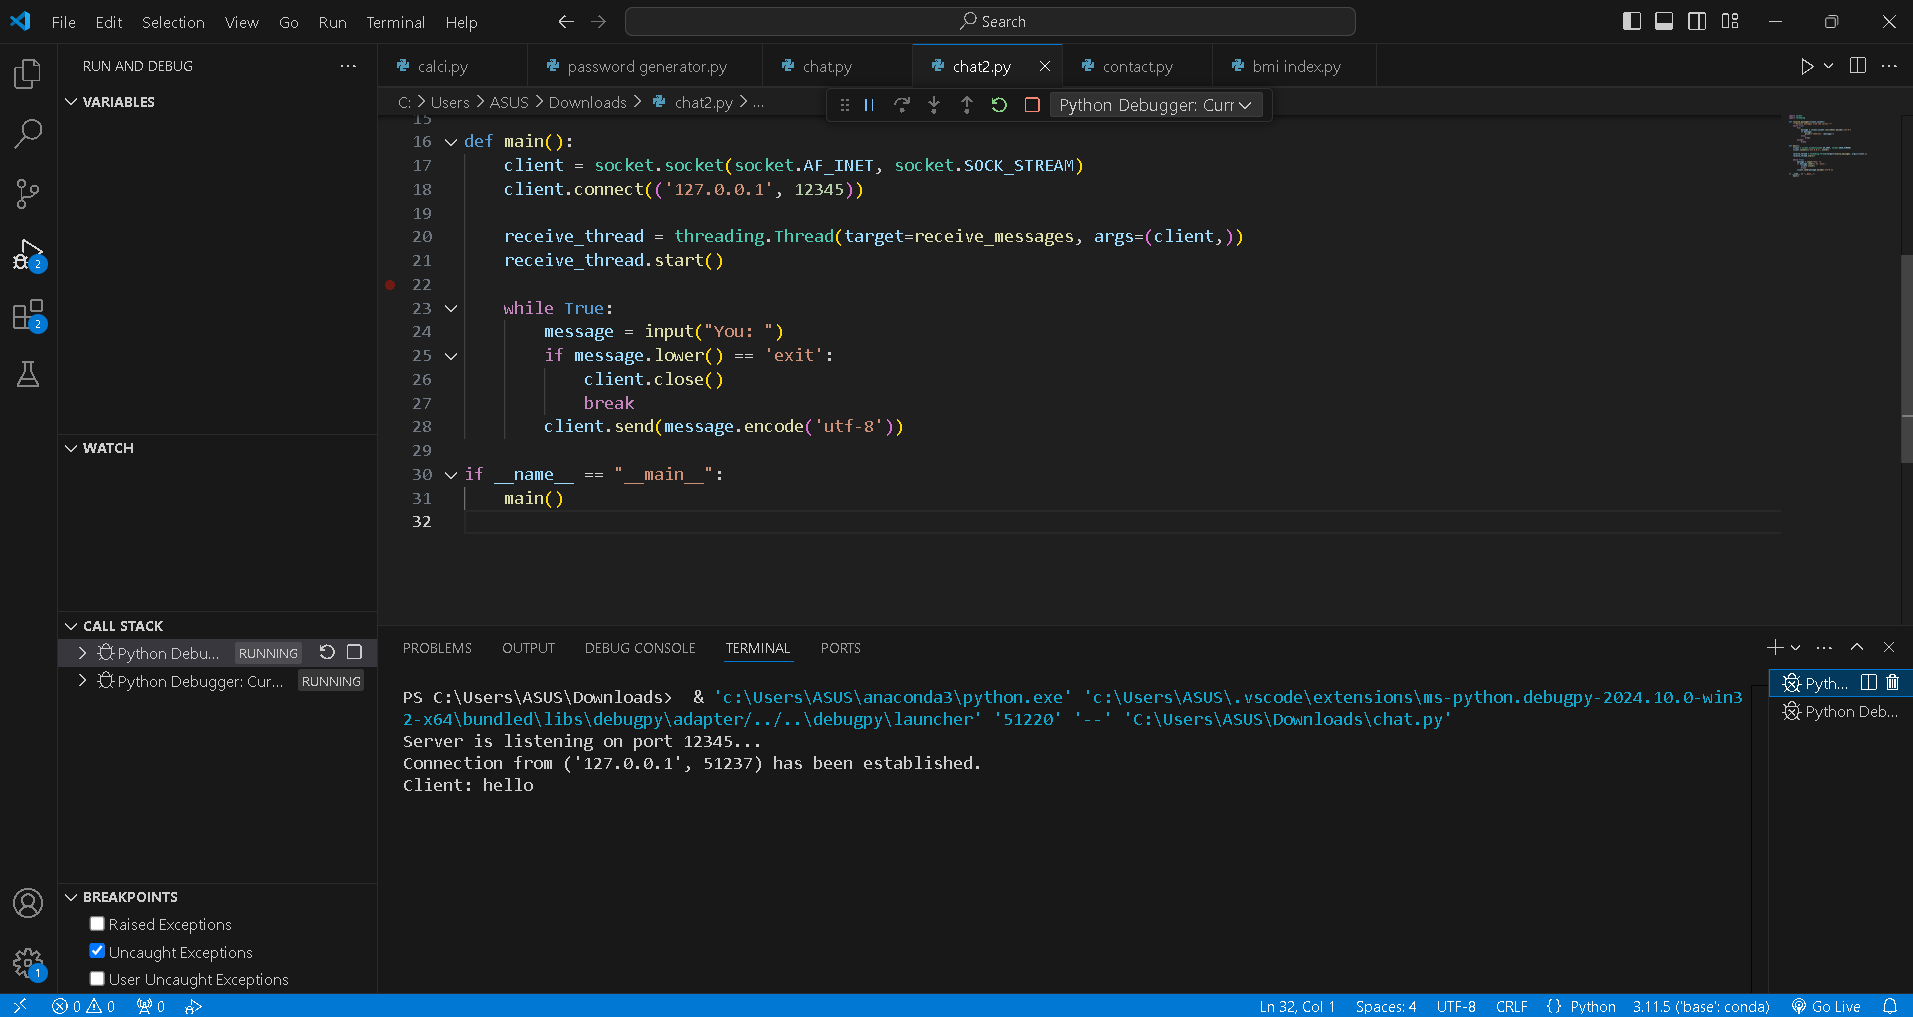 File Edit Selection View Go Run Terminal Help
Search
RUN AND DEBUG
VARIABLES
WATCH
CALL STACK
Python Debu... RUNNING
Python Debugger: Cur... RUNNING
BREAKPOINTS
Raised Exceptions
Uncaught Exceptions
User Uncaught Exceptions
2
2
1
calci.py password generator.py chat.py chat2.py contact.py bmi index.py
C: > Users > ASUS > Downloads > chat2.py > ...
Python Debugger: Curr
15
16 def main():
17 client = socket.socket(socket.AF_INET, socket.SOCK_STREAM)
18 client.connect(('127.0.0.1', 12345))
19
20 receive_thread = threading.Thread(target=receive_messages, args=(client,))
21 receive_thread.start()
22
23 while True:
24 message = input("You: ")
25 if message.lower() == 'exit':
26 client.close()
27 break
28 client.send(message.encode('utf-8'))
29
30 if __name__ == "__main__":
31 main()
32
PROBLEMS OUTPUT DEBUG CONSOLE TERMINAL PORTS
PS C:\Users\ASUS\Downloads> & 'c:\Users\ASUS\anaconda3\python.exe' 'c:\Users\ASUS\.vscode\extensions\ms-python.debugpy-2024.10.0-win3
2-x64\bundled\libs\debugpy\adapter/../..\debugpy\launcher' '51220' '--' 'C:\Users\ASUS\Downloads\chat.py'
Server is listening on port 12345...
Connection from ('127.0.0.1', 51237) has been established.
Client: hello
Pyth...
Python Deb...
0 0 0
Ln 32, Col 1 Spaces: 4 UTF-8 CRLF {} Python 3.11.5 ('base': conda) Go Live